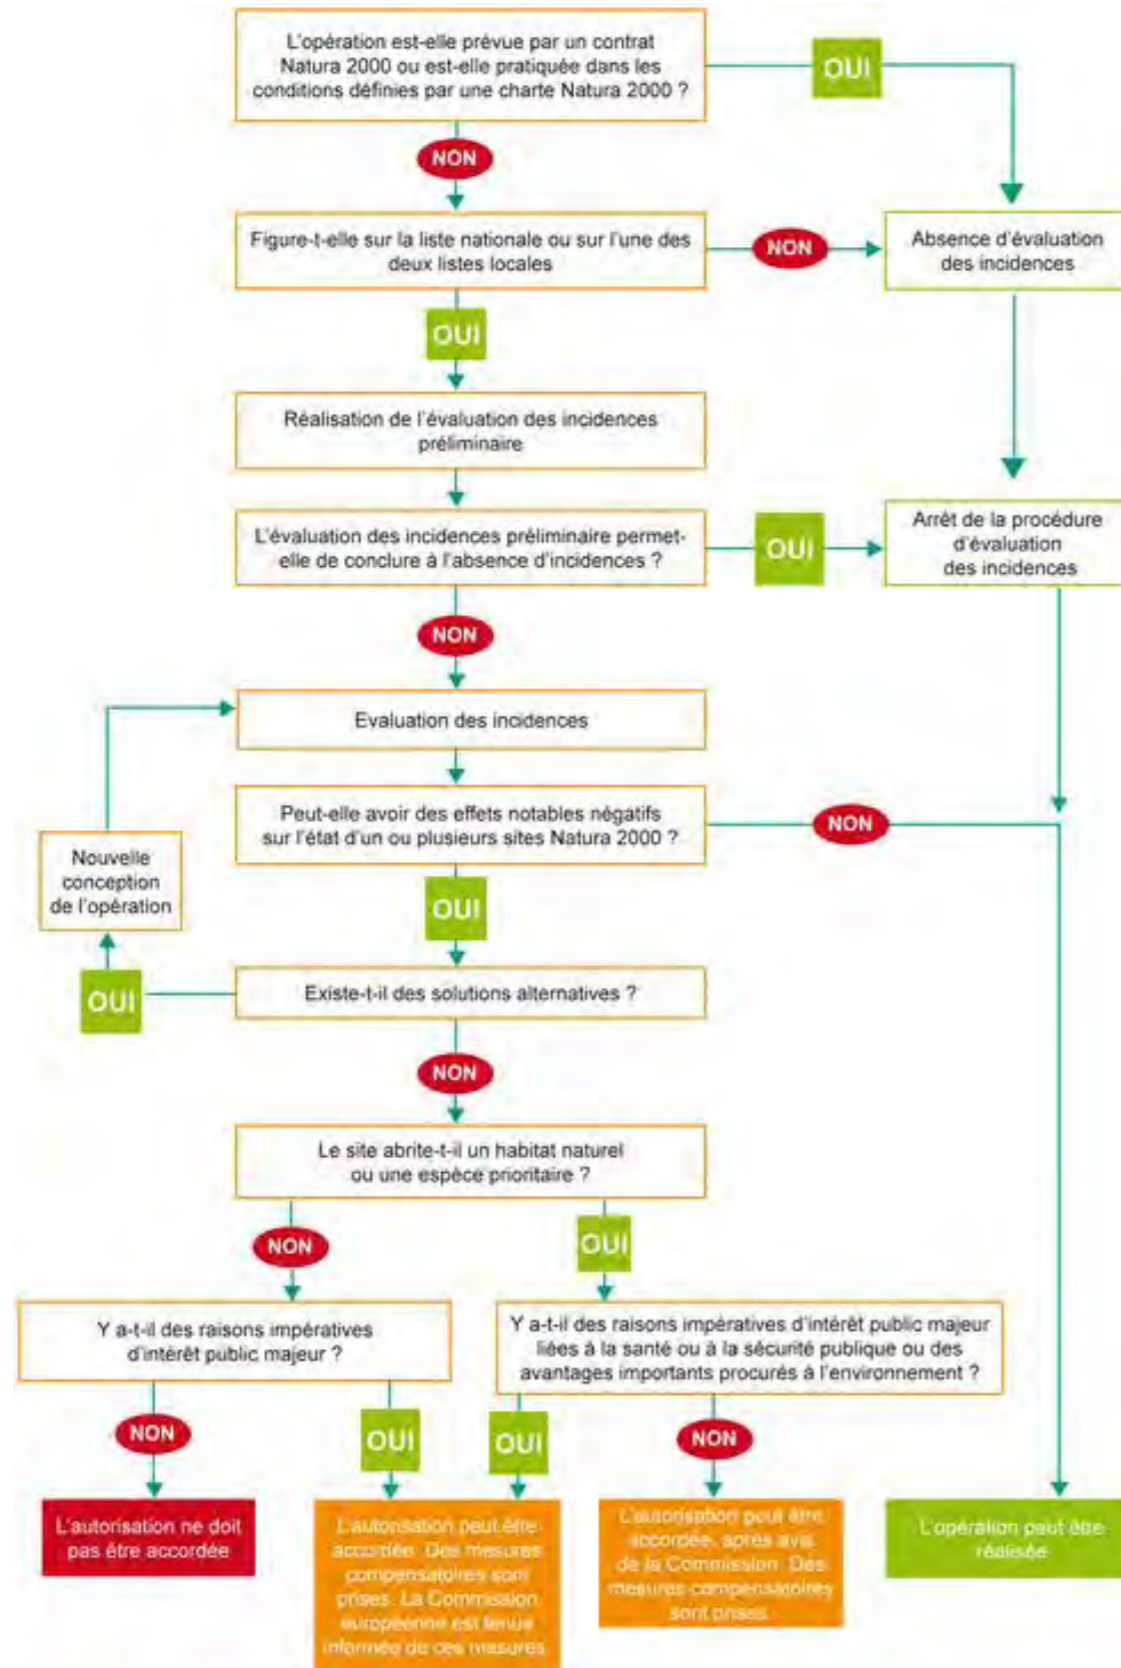 L'opération est-elle prévue par un contrat
Natura 2000 ou est-elle pratiquée dans les
conditions définies par une charte Natura 2000 ?
OUI
NON
Figure-t-elle sur la liste nationale ou sur l'une des
deux listes locales
NON
Absence d'évaluation
des incidences
OUI
Réalisation de l'évaluation des incidences
préliminaire
L'évaluation des incidences préliminaire permet-
elle de conclure à l'absence d'incidences ?
OUI
Arrêt de la procédure
d'évaluation
des incidences
NON
Evaluation des incidences
Peut-elle avoir des effets notables négatifs
sur l'état d'un ou plusieurs sites Natura 2000 ?
NON
Nouvelle
conception
de l'opération
OUI
OUI
Existe-t-il des solutions alternatives ?
NON
Le site abrite-t-il un habitat naturel
ou une espèce prioritaire ?
NON
OUI
Y a-t-il des raisons impératives
d'intérêt public majeur ?
Y a-t-il des raisons impératives d'intérêt public majeur
liées à la santé ou à la sécurité publique ou des
avantages importants procurés à l'environnement ?
NON
OUI
OUI
NON
L'autorisation ne doit
pas être accordée
L'autorisation peut être
accordée. Des mesures
compensatoires sont
prises. La Commission
européenne est tenue
informée de ces mesures
L'autorisation peut être
accordée, après avis
de la Commission. Des
mesures compensatoires
sont prises.
L'opération peut être
réalisée